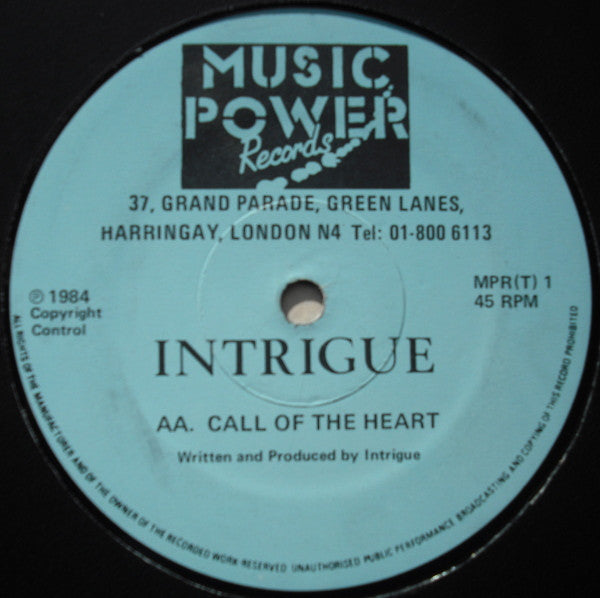 MUSIC
POWER
Records
37, GRAND PARADE, GREEN LANES,
HARRINGAY, LONDON N4 Tel: 01-800 6113
℗ 1984
Copyright
Control
MPR(T) 1
45 RPM
INTRIGUE
AA. CALL OF THE HEART
Written and Produced by Intrigue
ALL RIGHTS OF THE MANUFACTURER AND OF THE OWNER OF THE RECORDED WORK RESERVED UNAUTHORISED PUBLIC PERFORMANCE BROADCASTING AND COPYING OF THIS RECORD PROHIBITED